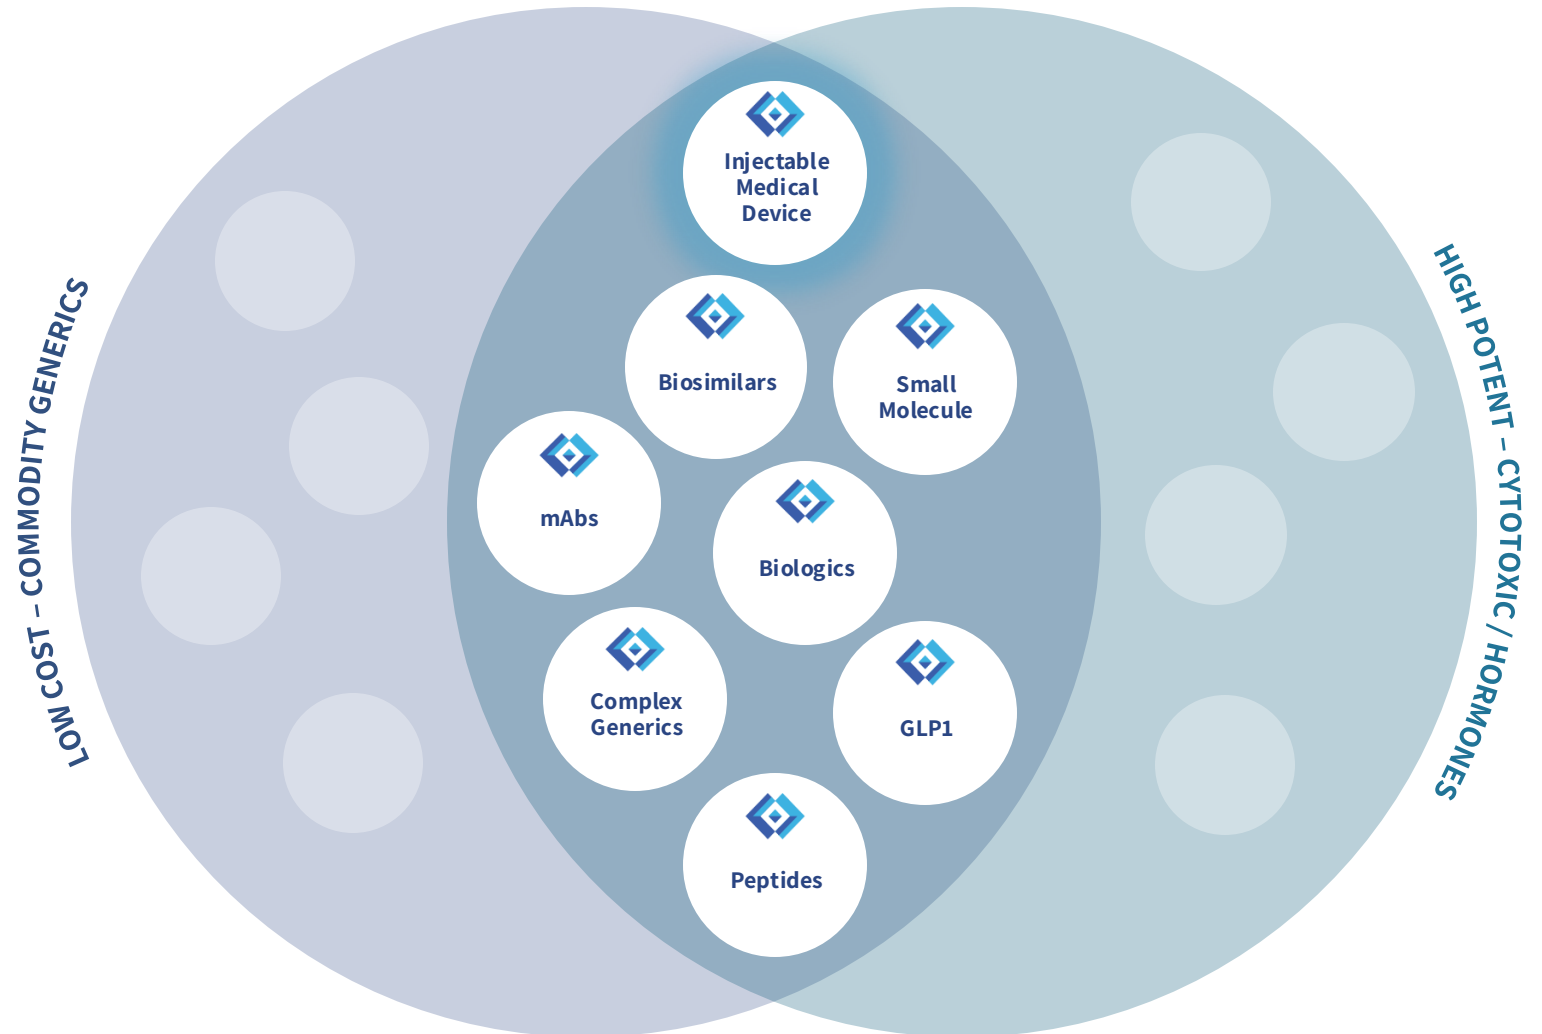 LOW COST – COMMODITY GENERICS
Injectable
Medical
Device
Biosimilars
Small
Molecule
mAbs
Biologics
Complex
Generics
GLP1
Peptides
HIGH POTENT – CYTOTOXIC / HORMONES